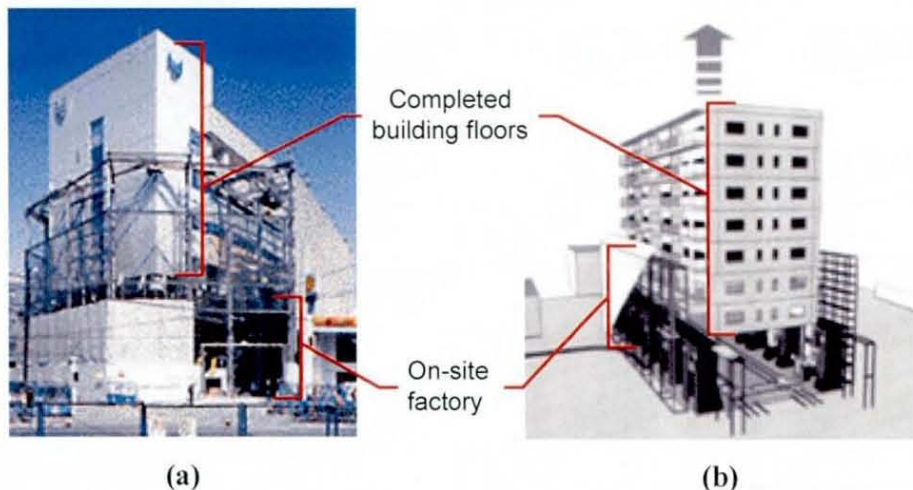 Completed
building floors
On-site
factory
(a)
(b)